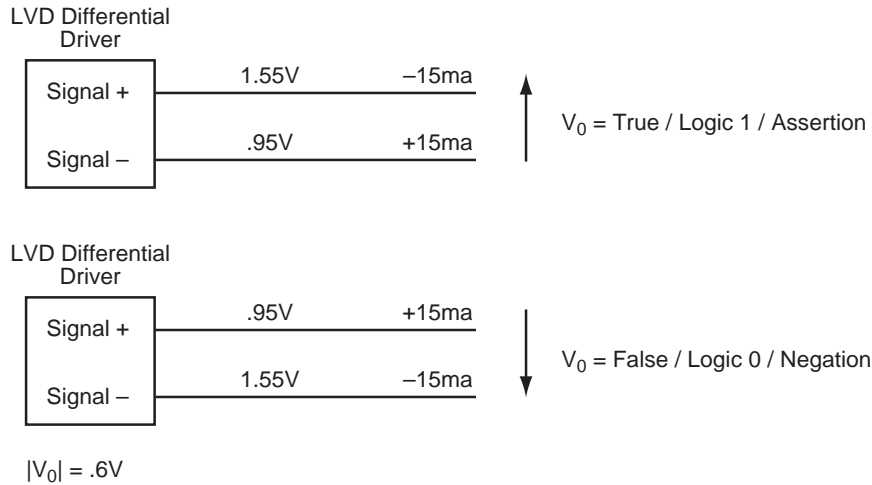 LVD Differential
Driver
Signal +
1.55V
–15ma
Signal –
.95V
+15ma
V₀ = True / Logic 1 / Assertion
LVD Differential
Driver
Signal +
.95V
+15ma
Signal –
1.55V
–15ma
V₀ = False / Logic 0 / Negation
|V₀| = .6V